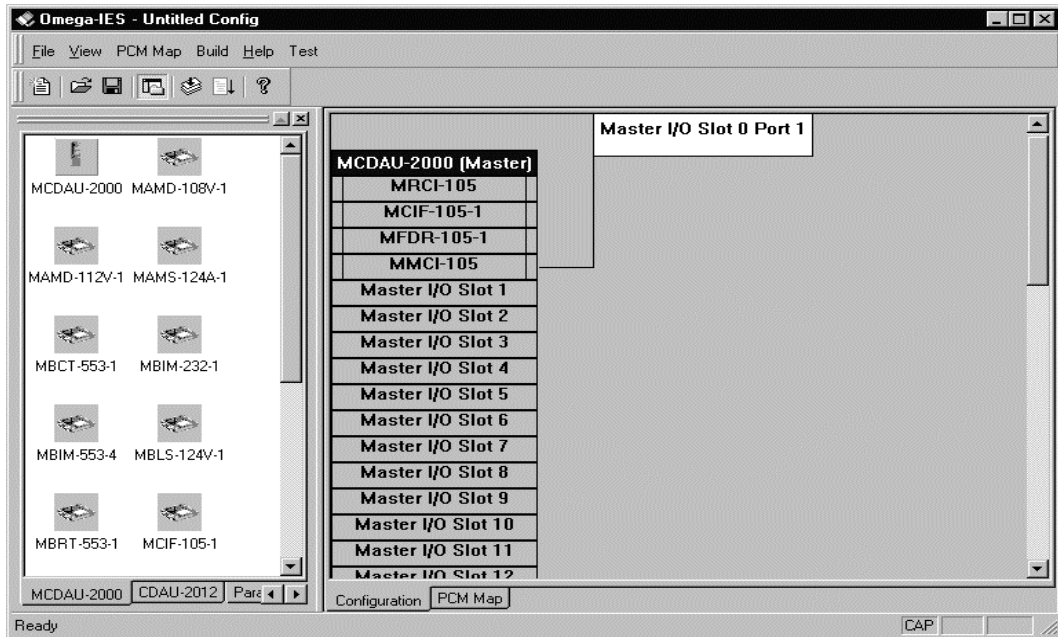 Omega-IES - Untitled Config
File View PCM Map Build Help Test
MCDAU-2000 MAMD-108V-1
MAMD-112V-1 MAMS-124A-1
MBCT-553-1 MBIM-232-1
MBIM-553-4 MBLS-124V-1
MBRT-553-1 MCIF-105-1
MCDAU-2000 CDAU-2012 Para
Master I/O Slot 0 Port 1
MCDAU-2000 (Master)
MRCI-105
MCIF-105-1
MFDR-105-1
MMCI-105
Master I/O Slot 1
Master I/O Slot 2
Master I/O Slot 3
Master I/O Slot 4
Master I/O Slot 5
Master I/O Slot 6
Master I/O Slot 7
Master I/O Slot 8
Master I/O Slot 9
Master I/O Slot 10
Master I/O Slot 11
Master I/O Slot 12
Configuration PCM Map
Ready CAP